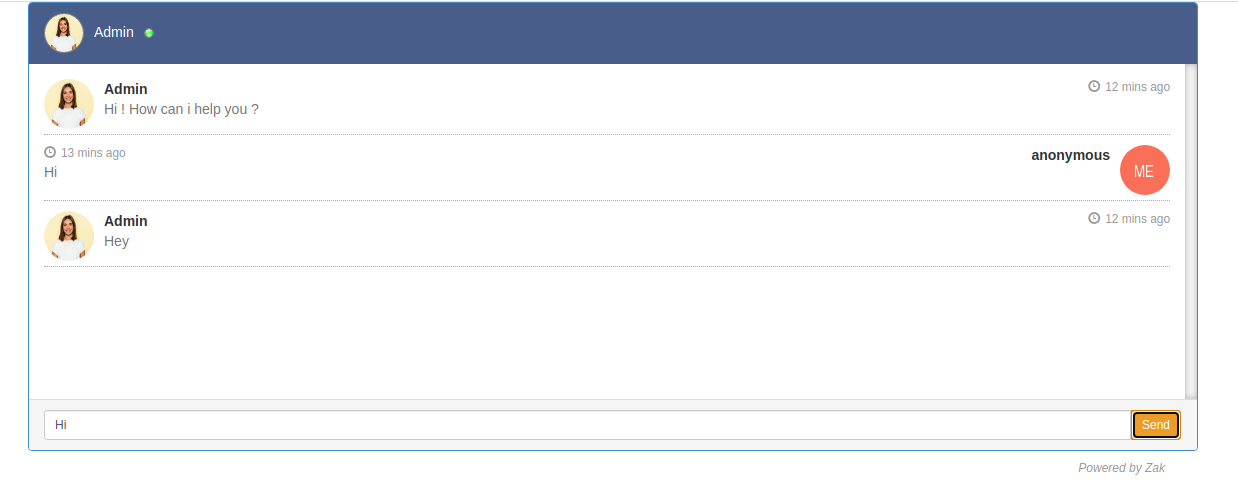 Admin
Admin
12 mins ago
Hi ! How can i help you ?
13 mins ago
anonymous
ME
Hi
Admin
12 mins ago
Hey
Hi
Send
Powered by Zak